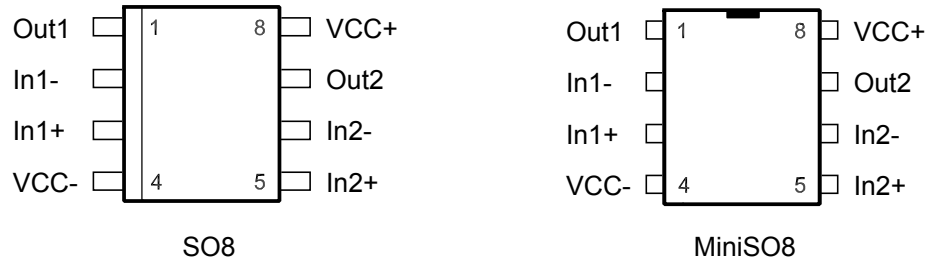 Out1 1 8 VCC+
In1- Out2
In1+ In2-
VCC- 4 5 In2+
SO8
Out1 1 8 VCC+
In1- Out2
In1+ In2-
VCC- 4 5 In2+
MiniSO8